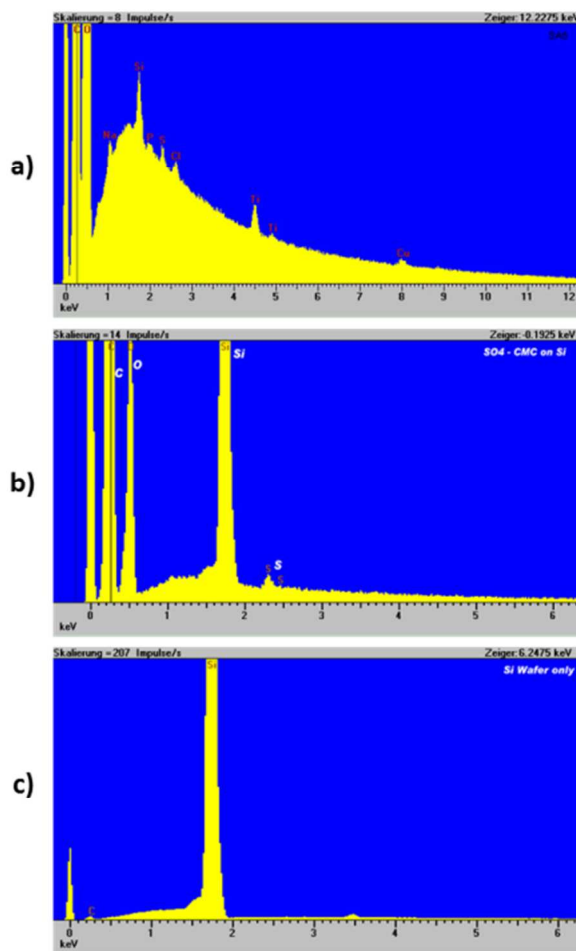 Skalierung = 8 Impulse/s Zeiger: 12.2275 keV
C O
Si
Na P S Cl Ti Ti Cu
a)
0 1 2 3 4 5 6 7 8 9 10 11 12
keV
Skalierung = 14 Impulse/s Zeiger: -0.1925 keV
SO4 - CMC on Si
C Si
C O Si
b)
S
S S
0 1 2 3 4 5 6
keV
Skalierung = 207 Impulse/s Zeiger: 6.2475 keV
Si Si Wafer only
c)
C
0 1 2 3 4 5 6
keV